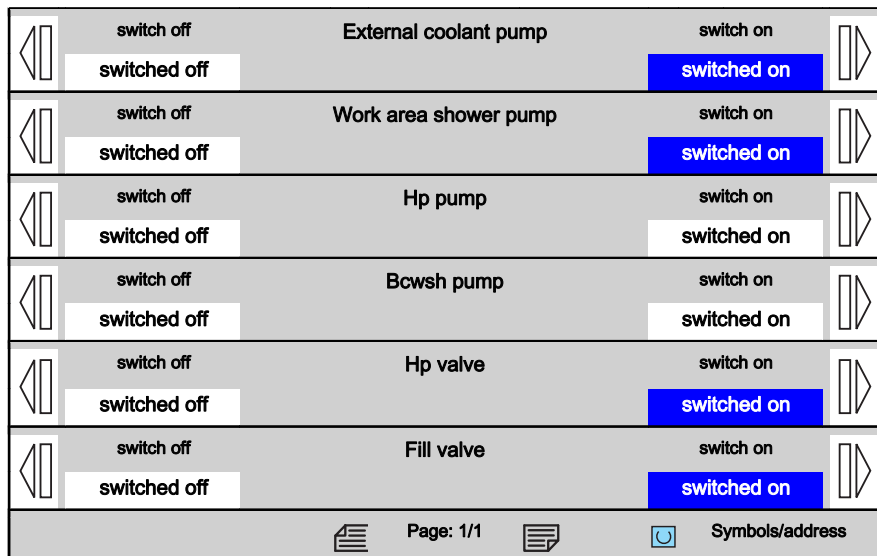 switch off External coolant pump switch on
switched off switched on
switch off Work area shower pump switch on
switched off switched on
switch off Hp pump switch on
switched off switched on
switch off Bcwsh pump switch on
switched off switched on
switch off Hp valve switch on
switched off switched on
switch off Fill valve switch on
switched off switched on
Page: 1/1 Symbols/address